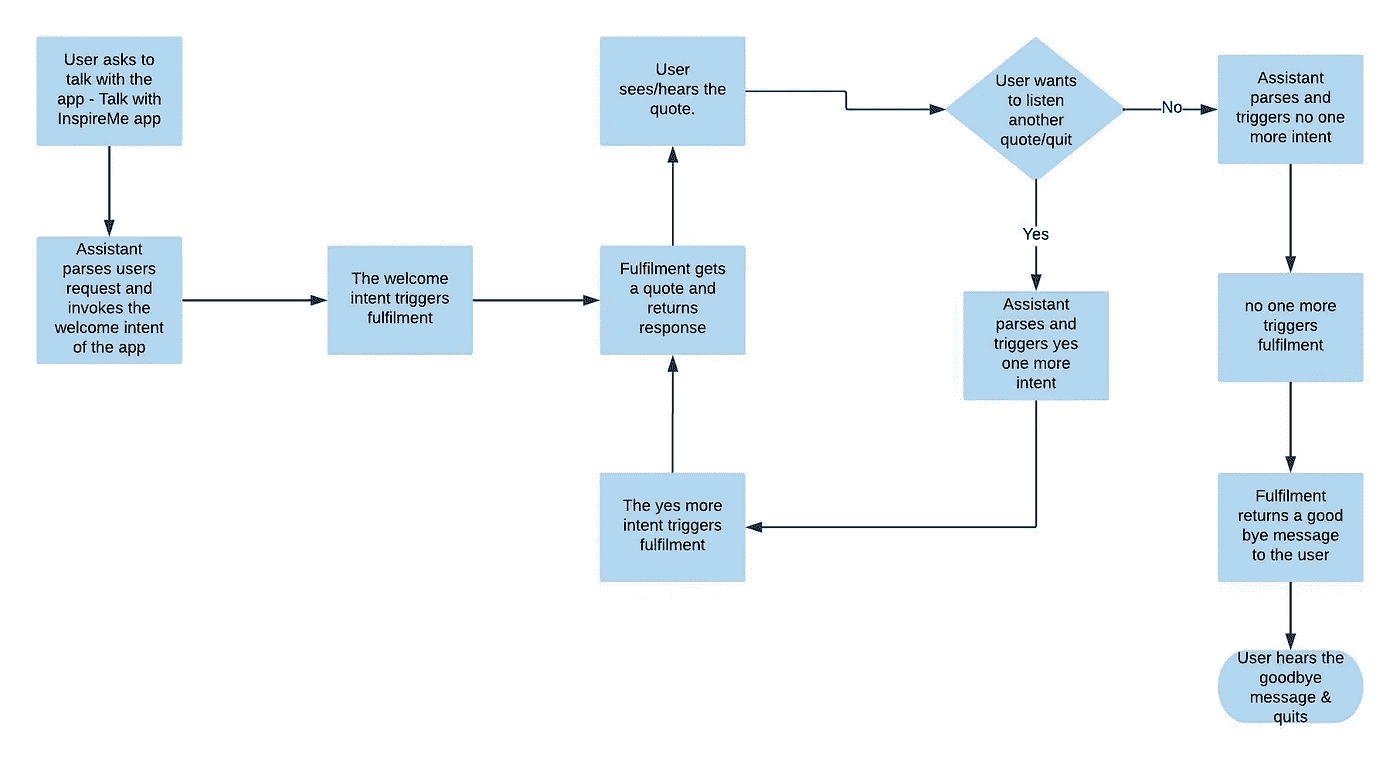 User asks to
talk with the
app - Talk with
InspireMe app
Assistant
parses users
request and
invokes the
welcome intent
of the app
The welcome
intent triggers
fulfilment
Fulfilment gets
a quote and
returns
response
User
sees/hears the
quote.
User wants
to listen
another
quote/quit
Yes
Assistant
parses and
triggers yes
one more
intent
The yes more
intent triggers
fulfilment
No
Assistant
parses and
triggers no one
more intent
no one more
triggers
fulfilment
Fulfilment
returns a good
bye message
to the user
User hears the
goodbye
message &
quits